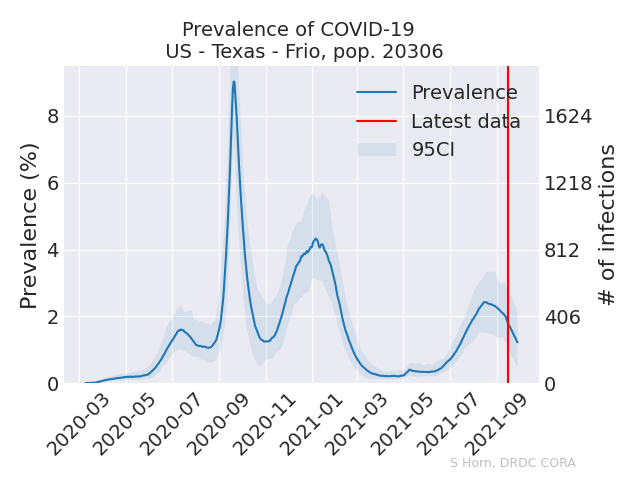 Prevalence of COVID-19
US - Texas - Frio, pop. 20306
Prevalence
Latest data
95CI
Prevalence (%)
8
6
4
2
0
1624
1218
812
406
0
# of infections
2020-03
2020-05
2020-07
2020-09
2020-11
2021-01
2021-03
2021-05
2021-07
2021-09
S Horn, DRDC CORA